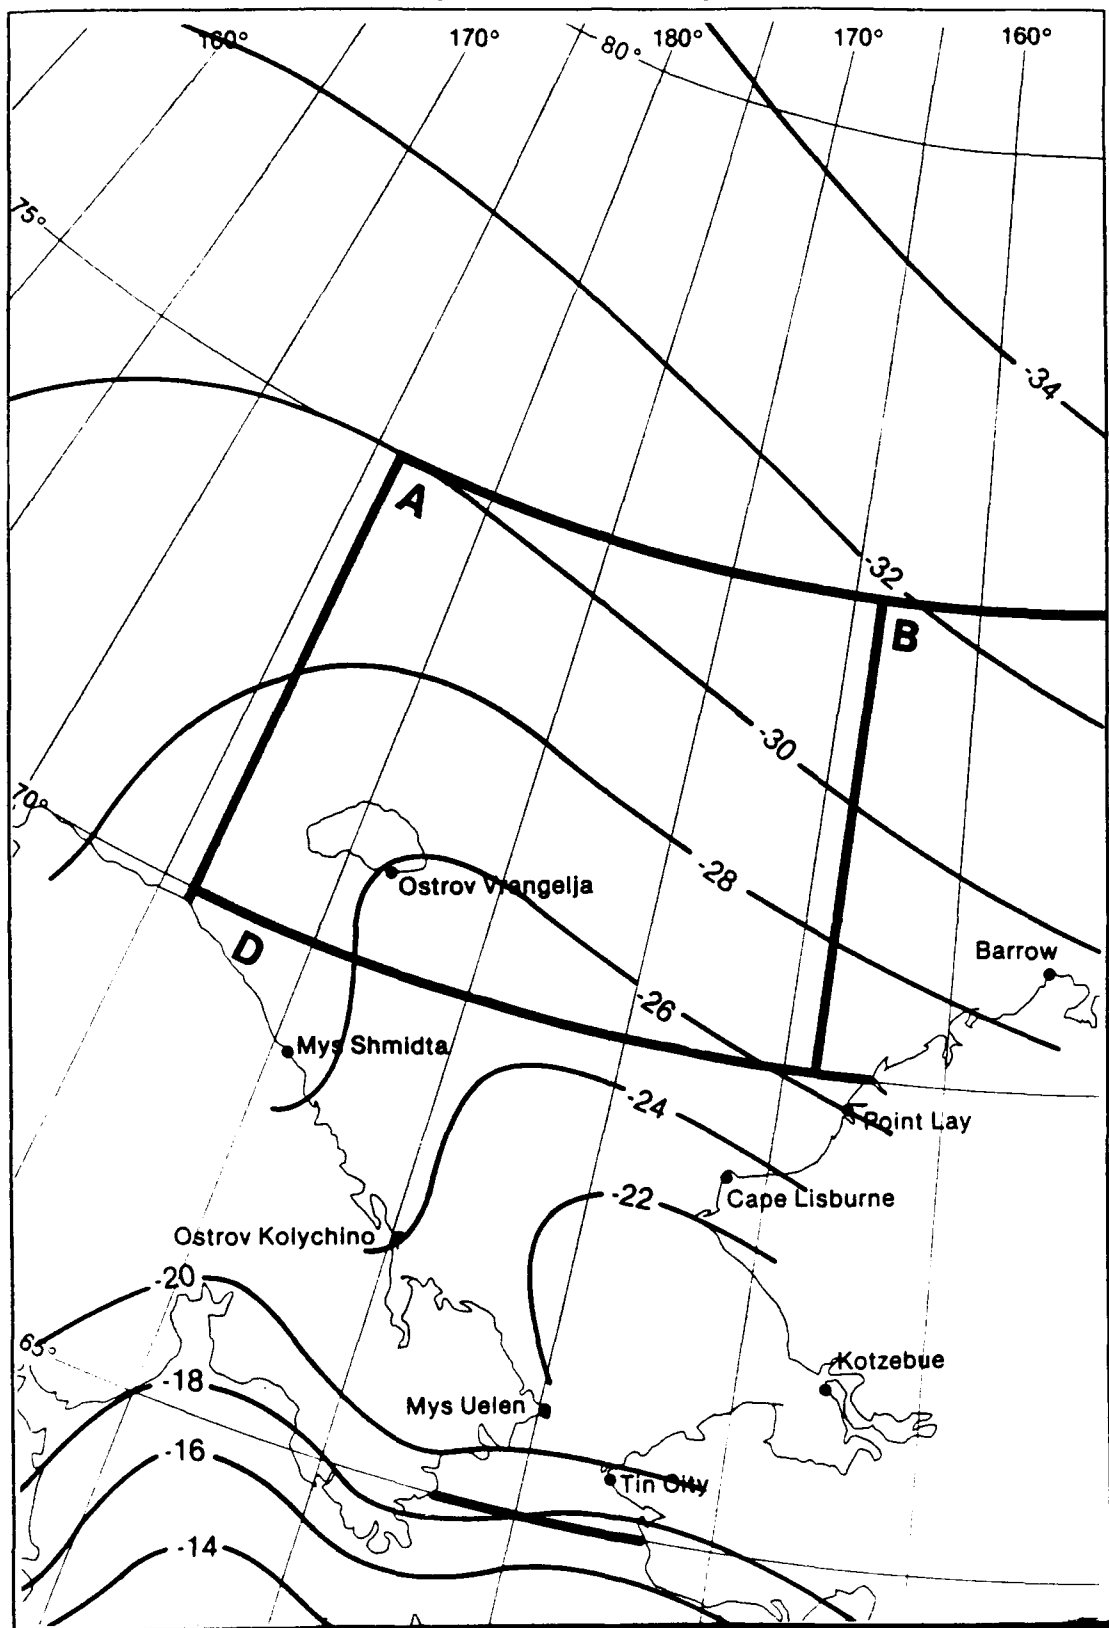 160° 170° 180° 170° 160°
80°
75°
-34
A
-32
B
-30
70°
-28
Ostrov Vrangelja
Barrow
D
-26
Mys Shmidta
-24
Point Lay
-22
Cape Lisburne
Ostrov Kolychino
-20
65°
Kotzebue
-18
Mys Uelen
-16
Tin City
-14